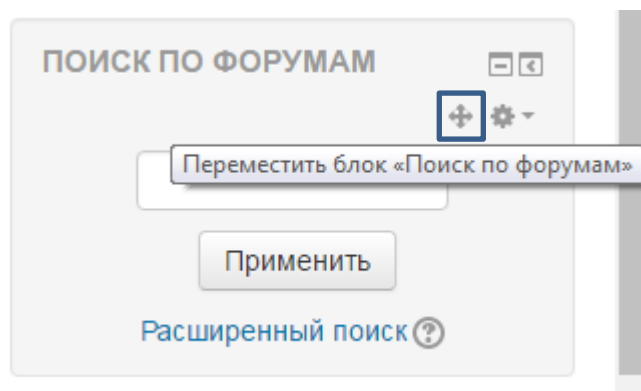 ПОИСК ПО ФОРУМАМ
Переместить блок «Поиск по форумам»
Применить
Расширенный поиск